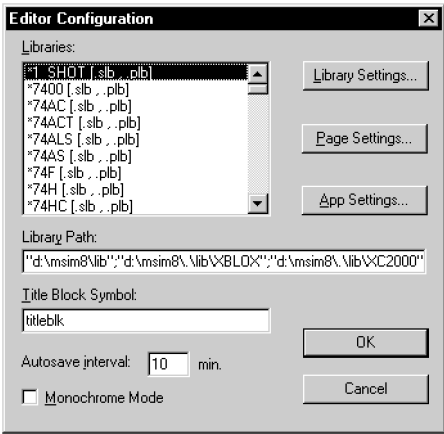 Editor Configuration
Libraries:
*1_SHOT [.slb , .plb]
*7400 [.slb , .plb]
*74AC [.slb , .plb]
*74ACT [.slb , .plb]
*74ALS [.slb , .plb]
*74AS [.slb , .plb]
*74F [.slb , .plb]
*74H [.slb , .plb]
*74HC [.slb , .plb]
Library Settings...
Page Settings...
App Settings...
Library Path:
"d:\msim8\lib";"d:\msim8\.\lib\XBLOX";"d:\msim8\.\lib\XC2000"
Title Block Symbol:
titleblk
Autosave interval: 10 min.
Monochrome Mode
OK
Cancel